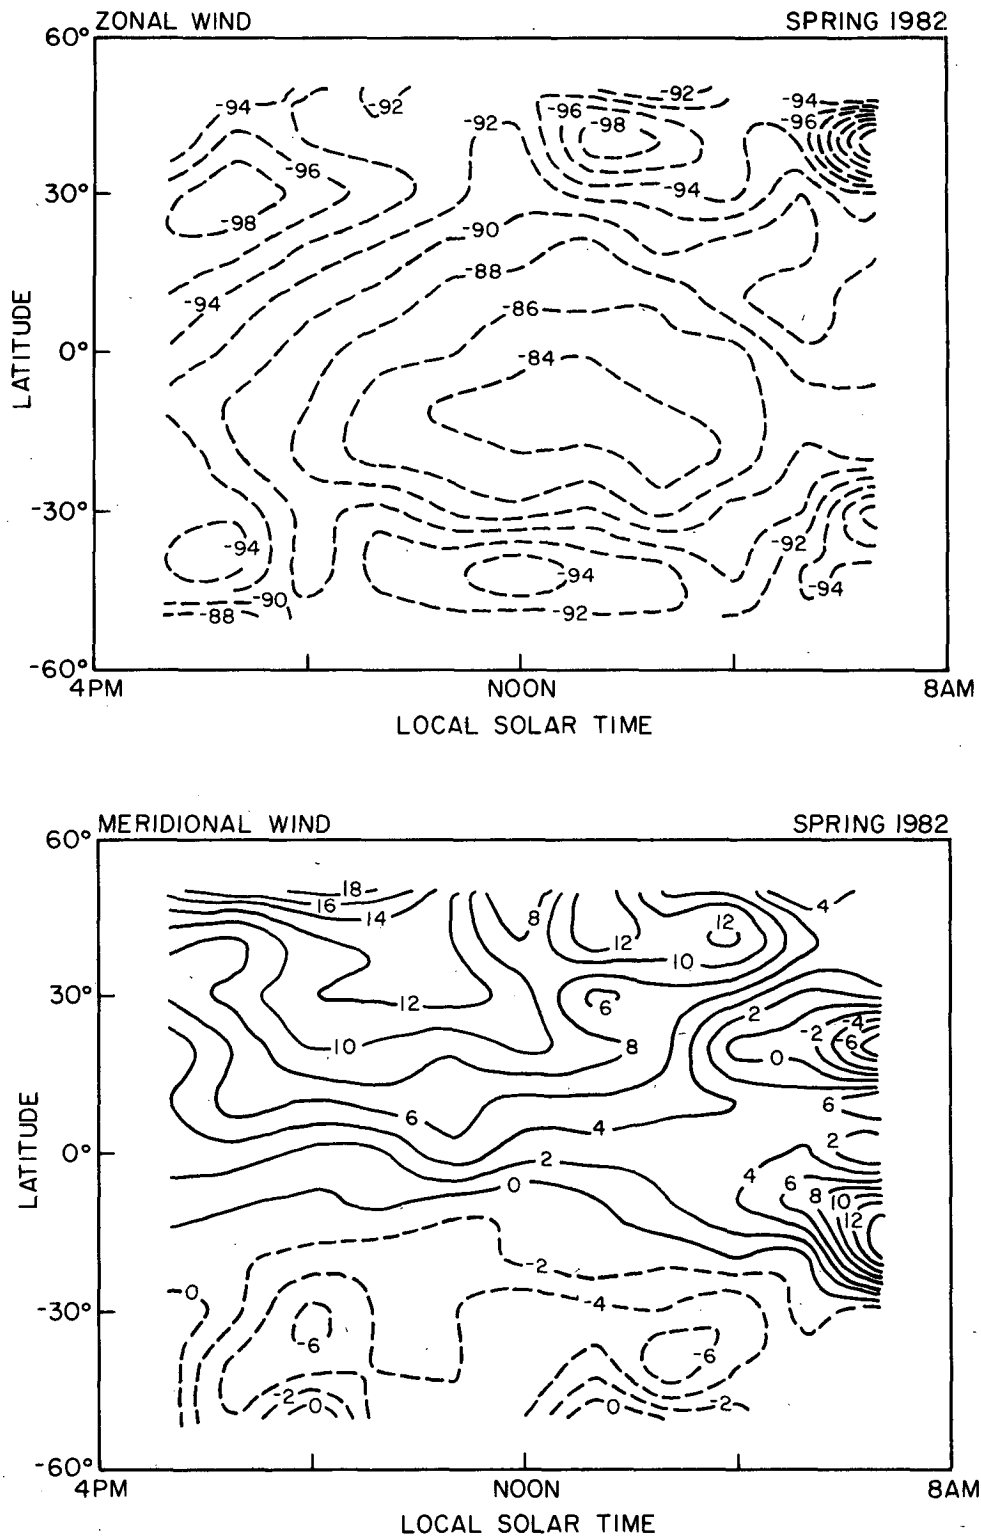 ZONAL WIND SPRING 1982
60°
-94 -92 -92 -94
-96 -96
-92 -98
-96
30° -94
-98
-90
-88
-94 -86
LATITUDE
0° -84
-30°
-94 -92
-94 -94
-90
-88 -92
-60°
4PM NOON 8AM
LOCAL SOLAR TIME
MERIDIONAL WIND SPRING 1982
60°
18
16 14 8 12 4
12 10
30° 12 6 2 -4
-2 -6
10 8 0
LATITUDE
6 4 6
0° 2 2
0 4 6 8 10
12
-2
0 -4
-30°
-6 -6
-2 0 0 -2
-60°
4PM NOON 8AM
LOCAL SOLAR TIME